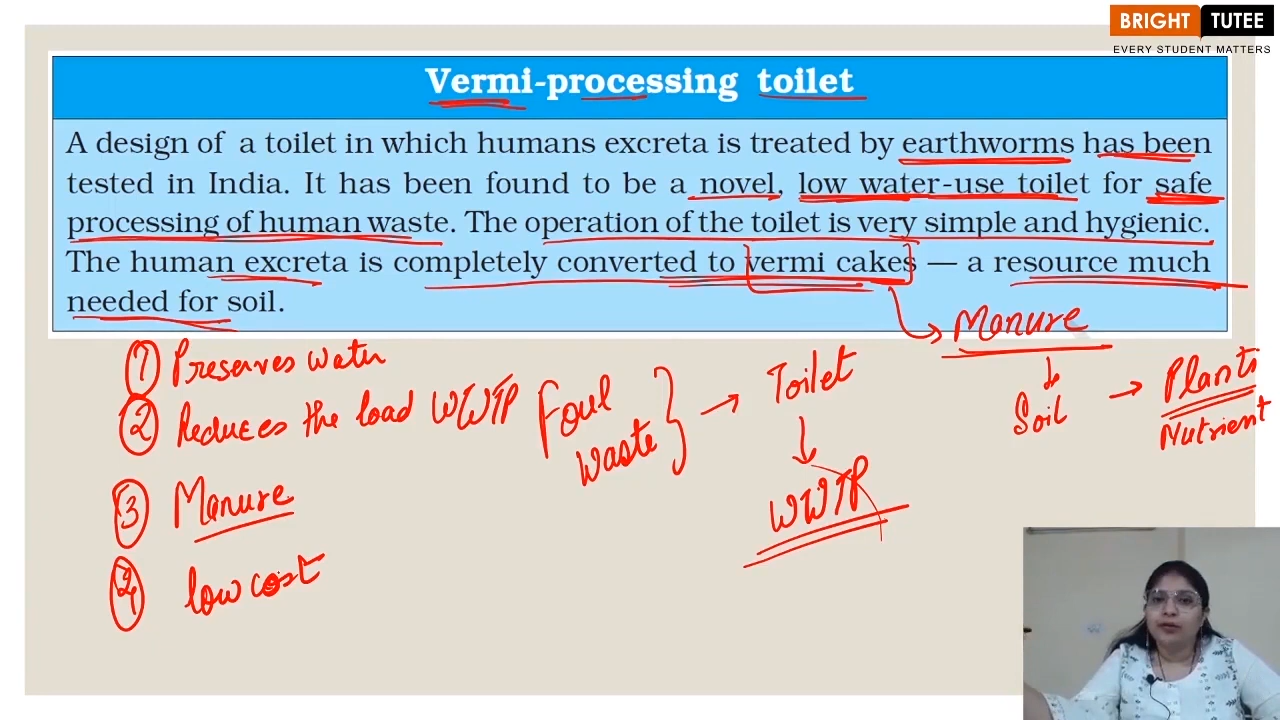 BRIGHT TUTEE
EVERY STUDENT MATTERS
Vermi-processing toilet
A design of a toilet in which humans excreta is treated by earthworms has been
tested in India. It has been found to be a novel, low water-use toilet for safe
processing of human waste. The operation of the toilet is very simple and hygienic.
The human excreta is completely converted to vermi cakes — a resource much
needed for soil.
Manure
Soil
Plants
Nutrient
① Preserves water
② Reduces the load WWTP
Foul
waste
Toilet
WWTP
③ Manure
④ low cost